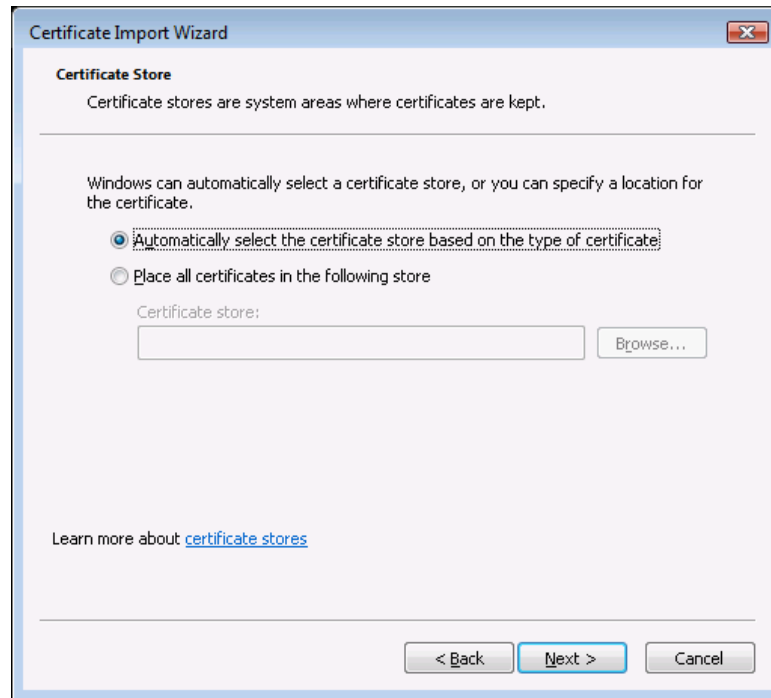 Certificate Import Wizard
Certificate Store
Certificate stores are system areas where certificates are kept.
Windows can automatically select a certificate store, or you can specify a location for
the certificate.
Automatically select the certificate store based on the type of certificate
Place all certificates in the following store
Certificate store:
Browse...
Learn more about certificate stores
< Back Next > Cancel